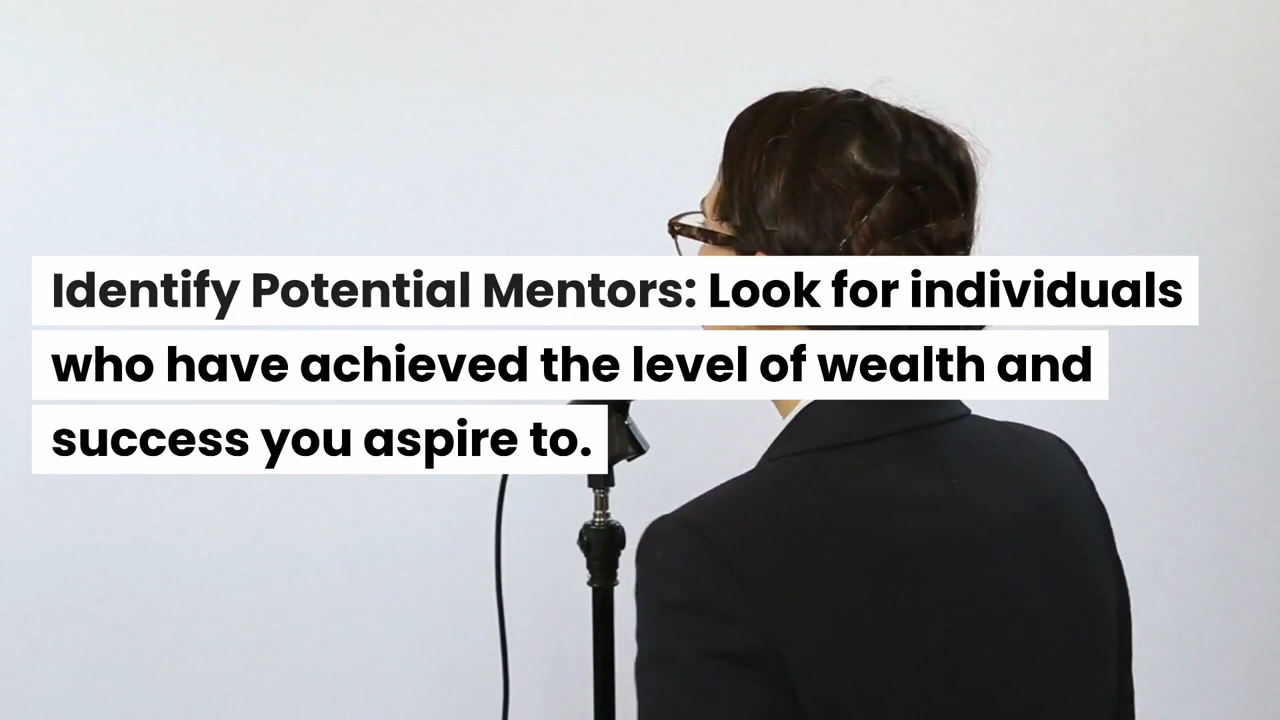 Identify Potential Mentors: Look for individuals
who have achieved the level of wealth and
success you aspire to.